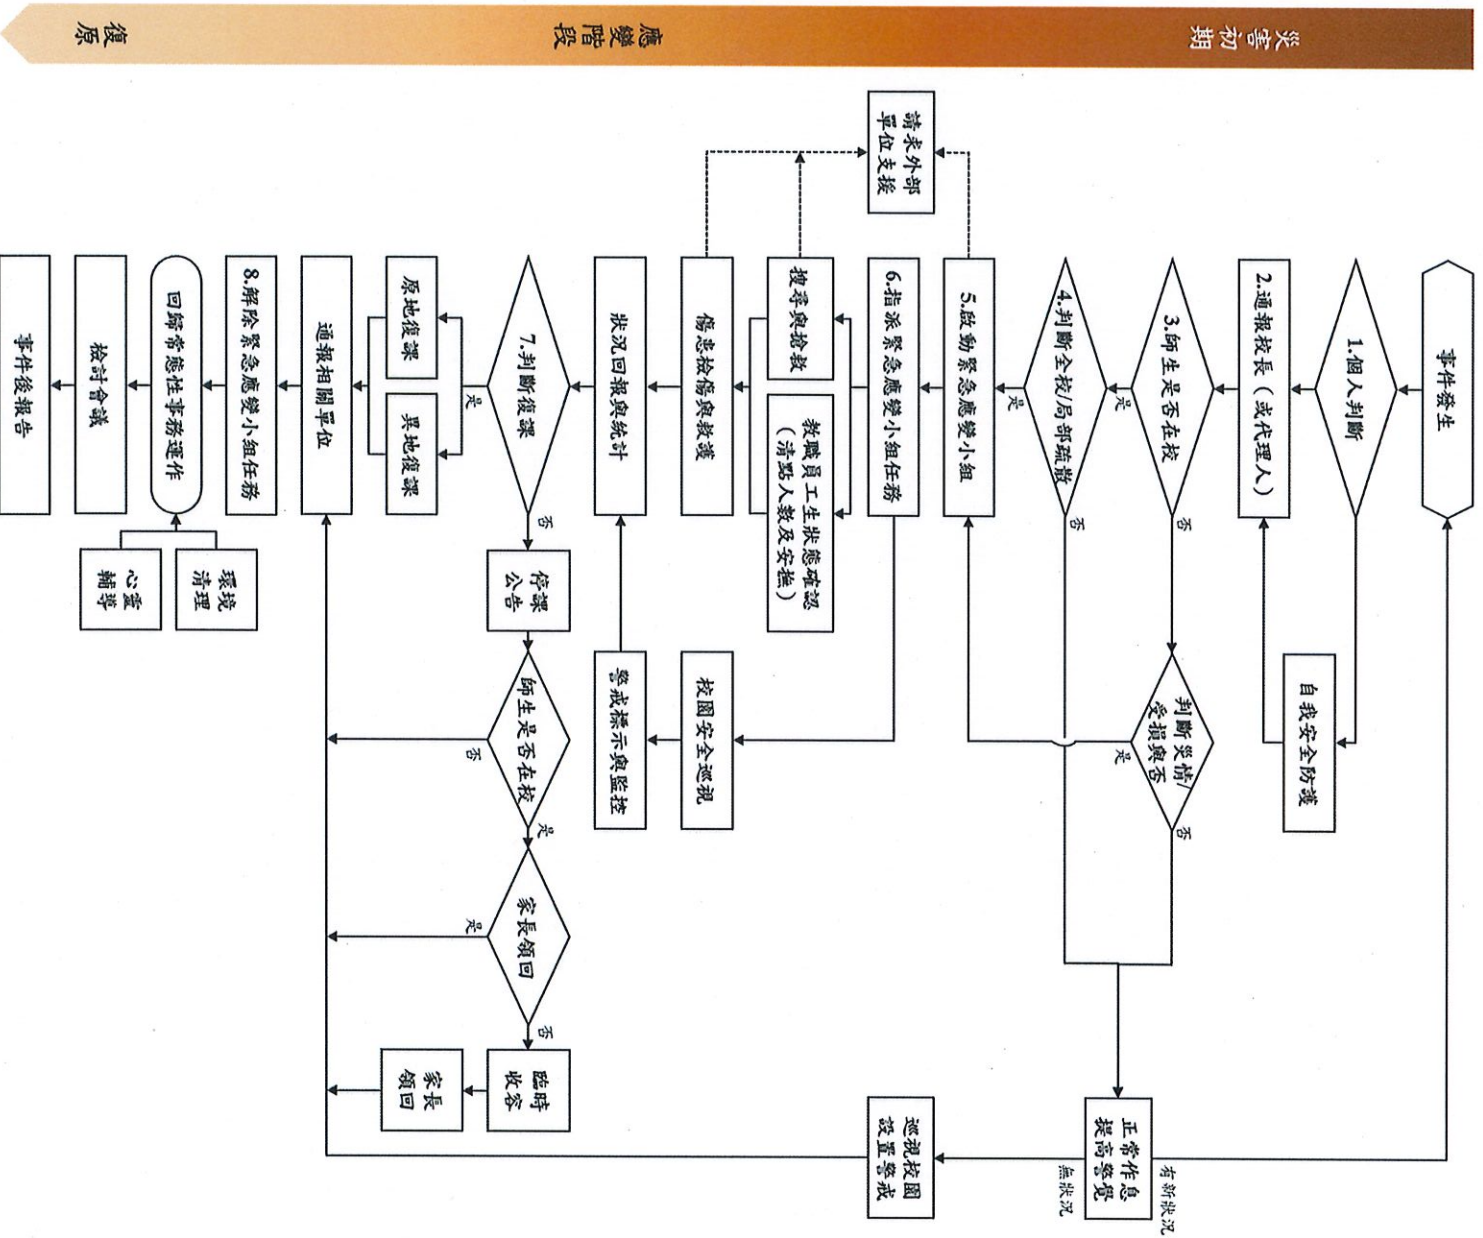 災害初期
應變階段
復原
事件發生
1.個人判斷
自我安全防護
2.通報校長（或代理人）
3.師生是否在校
否
是
判斷災情/
受損與否
否
是
4.判斷全校/局部疏散
否
是
正常作息
提高警覺
有新狀況
無狀況
巡視校園
設置警戒
5.啟動緊急應變小組
請求外部
單位支援
6.指派緊急應變小組任務
搜尋與搶救
教職員工生狀態確認
（清點人數及安撫）
傷患檢傷與救護
校園安全巡視
狀況回報與統計
警戒標示與監控
7.判斷復課
否
是
停課
公告
師生是否在校
是
否
家長領回
否
是
臨時
收容
家長
領回
原地復課
異地復課
通報相關單位
8.解除緊急應變小組任務
回歸常態性事務運作
環境
清理
心靈
輔導
檢討會議
事件後報告